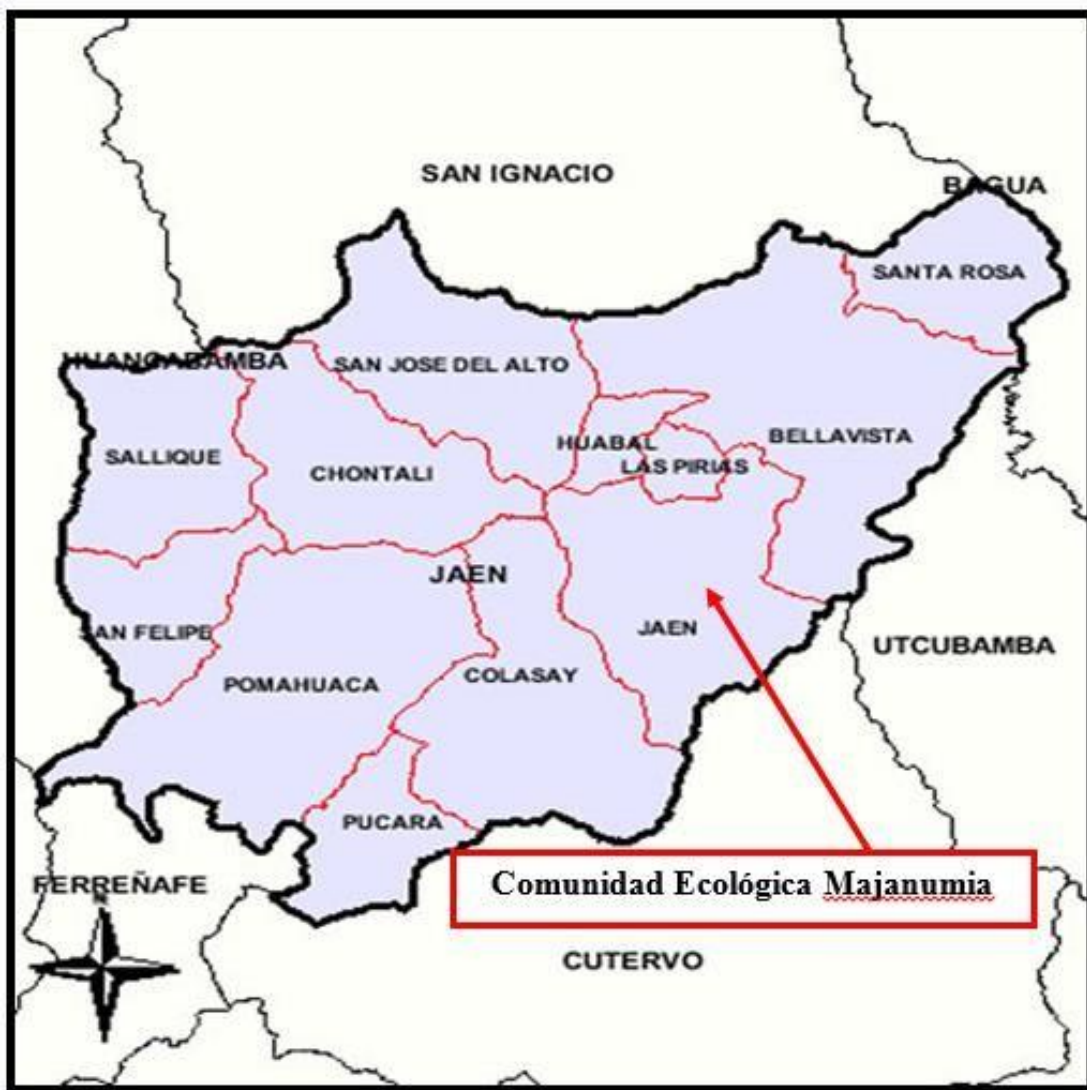 SAN IGNACIO
BAGUA
SANTA ROSA
HUANCABAMBA
SAN JOSE DEL ALTO
HUABAL
BELLAVISTA
SALLIQUE
CHONTALI
LAS PIRIAS
JAEN
SAN FELIPE
JAEN
UTCUBAMBA
POMAHUACA
COLASAY
PUCARA
FERREÑAFE
N
Comunidad Ecológica Majanumia
CUTERVO